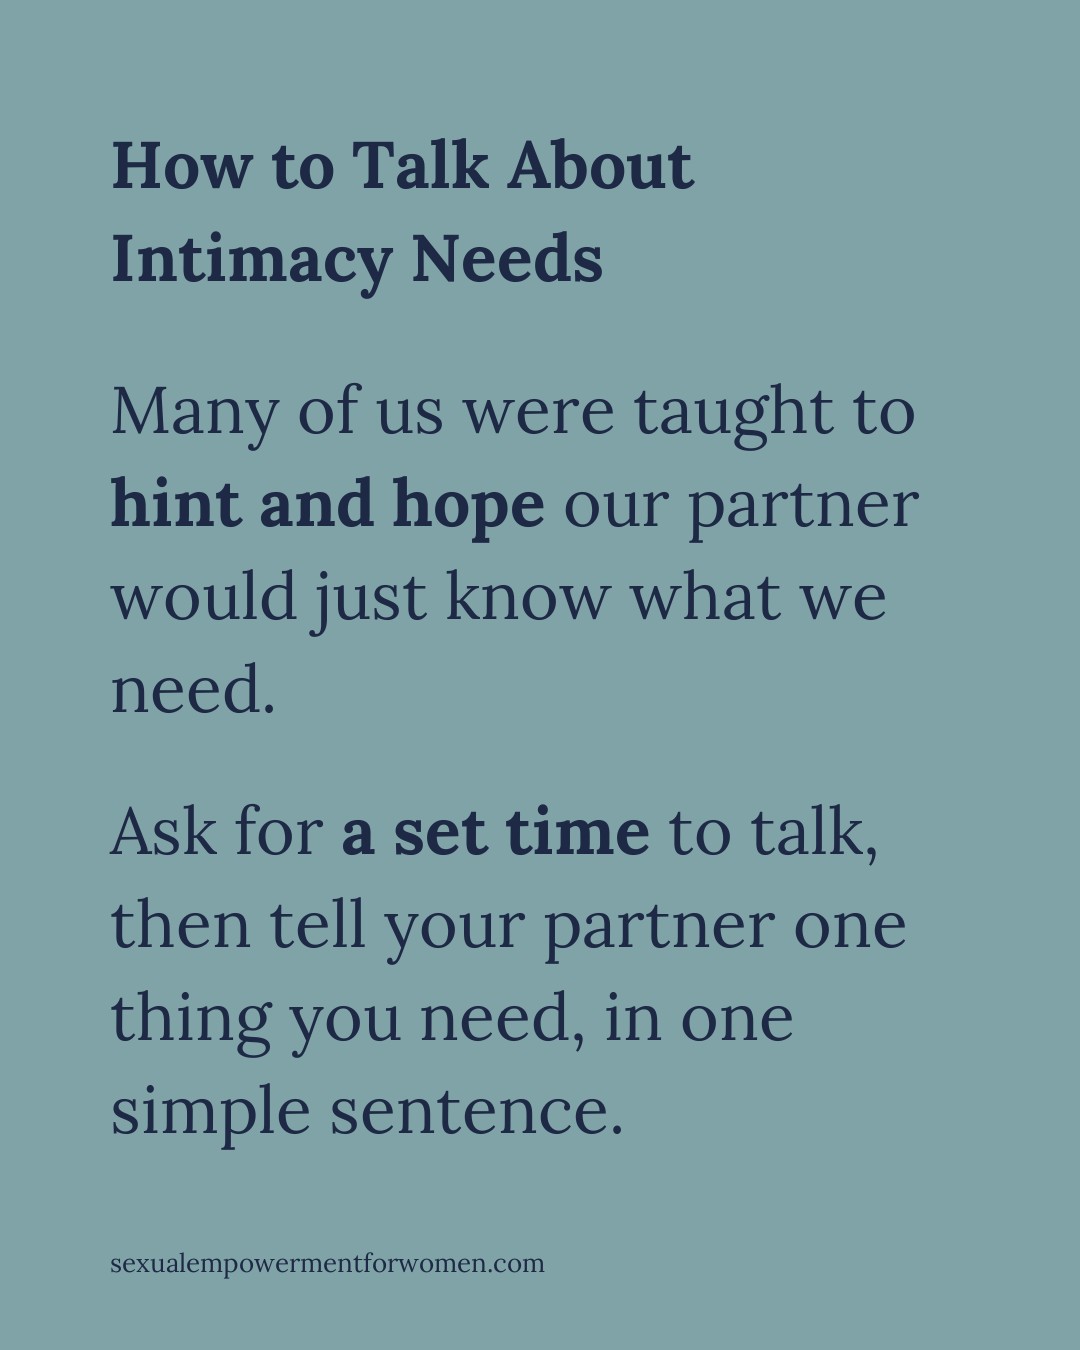 How to Talk About
Intimacy Needs
Many of us were taught to
hint and hope our partner
would just know what we
need.
Ask for a set time to talk,
then tell your partner one
thing you need, in one
simple sentence.
sexualempowermentforwomen.com